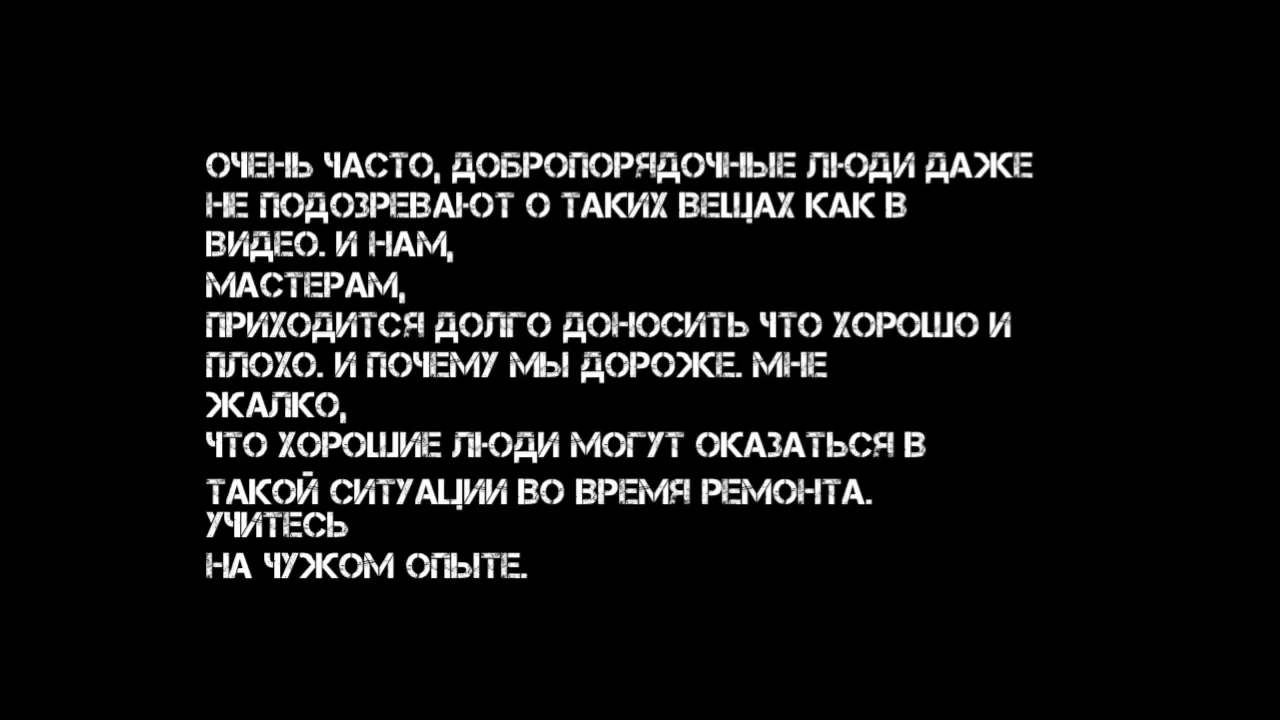 ОЧЕНЬ ЧАСТО, ДОБРОПОРЯДОЧНЫЕ ЛЮДИ ДАЖЕ
НЕ ПОДОЗРЕВАЮТ О ТАКИХ ВЕЩАХ КАК В
ВИДЕО. И НАМ,
МАСТЕРАМ,
ПРИХОДИТСЯ ДОЛГО ДОНОСИТЬ ЧТО ХОРОШО И
ПЛОХО. И ПОЧЕМУ МЫ ДОРОЖЕ. МНЕ
ЖАЛКО,
ЧТО ХОРОШИЕ ЛЮДИ МОГУТ ОКАЗАТЬСЯ В
ТАКОЙ СИТУАЦИИ ВО ВРЕМЯ РЕМОНТА.
УЧИТЕСЬ
НА ЧУЖОМ ОПЫТЕ.